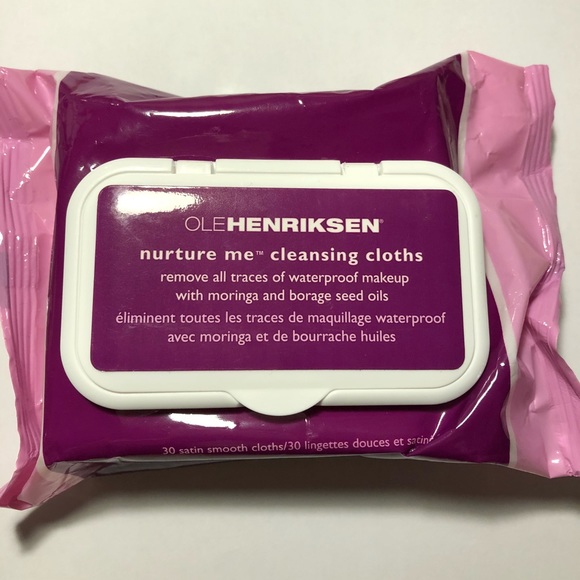 OLEHENRIKSEN®
nurture me™ cleansing cloths
remove all traces of waterproof makeup
with moringa and borage seed oils
éliminent toutes les traces de maquillage waterproof
avec moringa et de bourrache huiles
30 satin smooth cloths/30 lingettes douces et satin